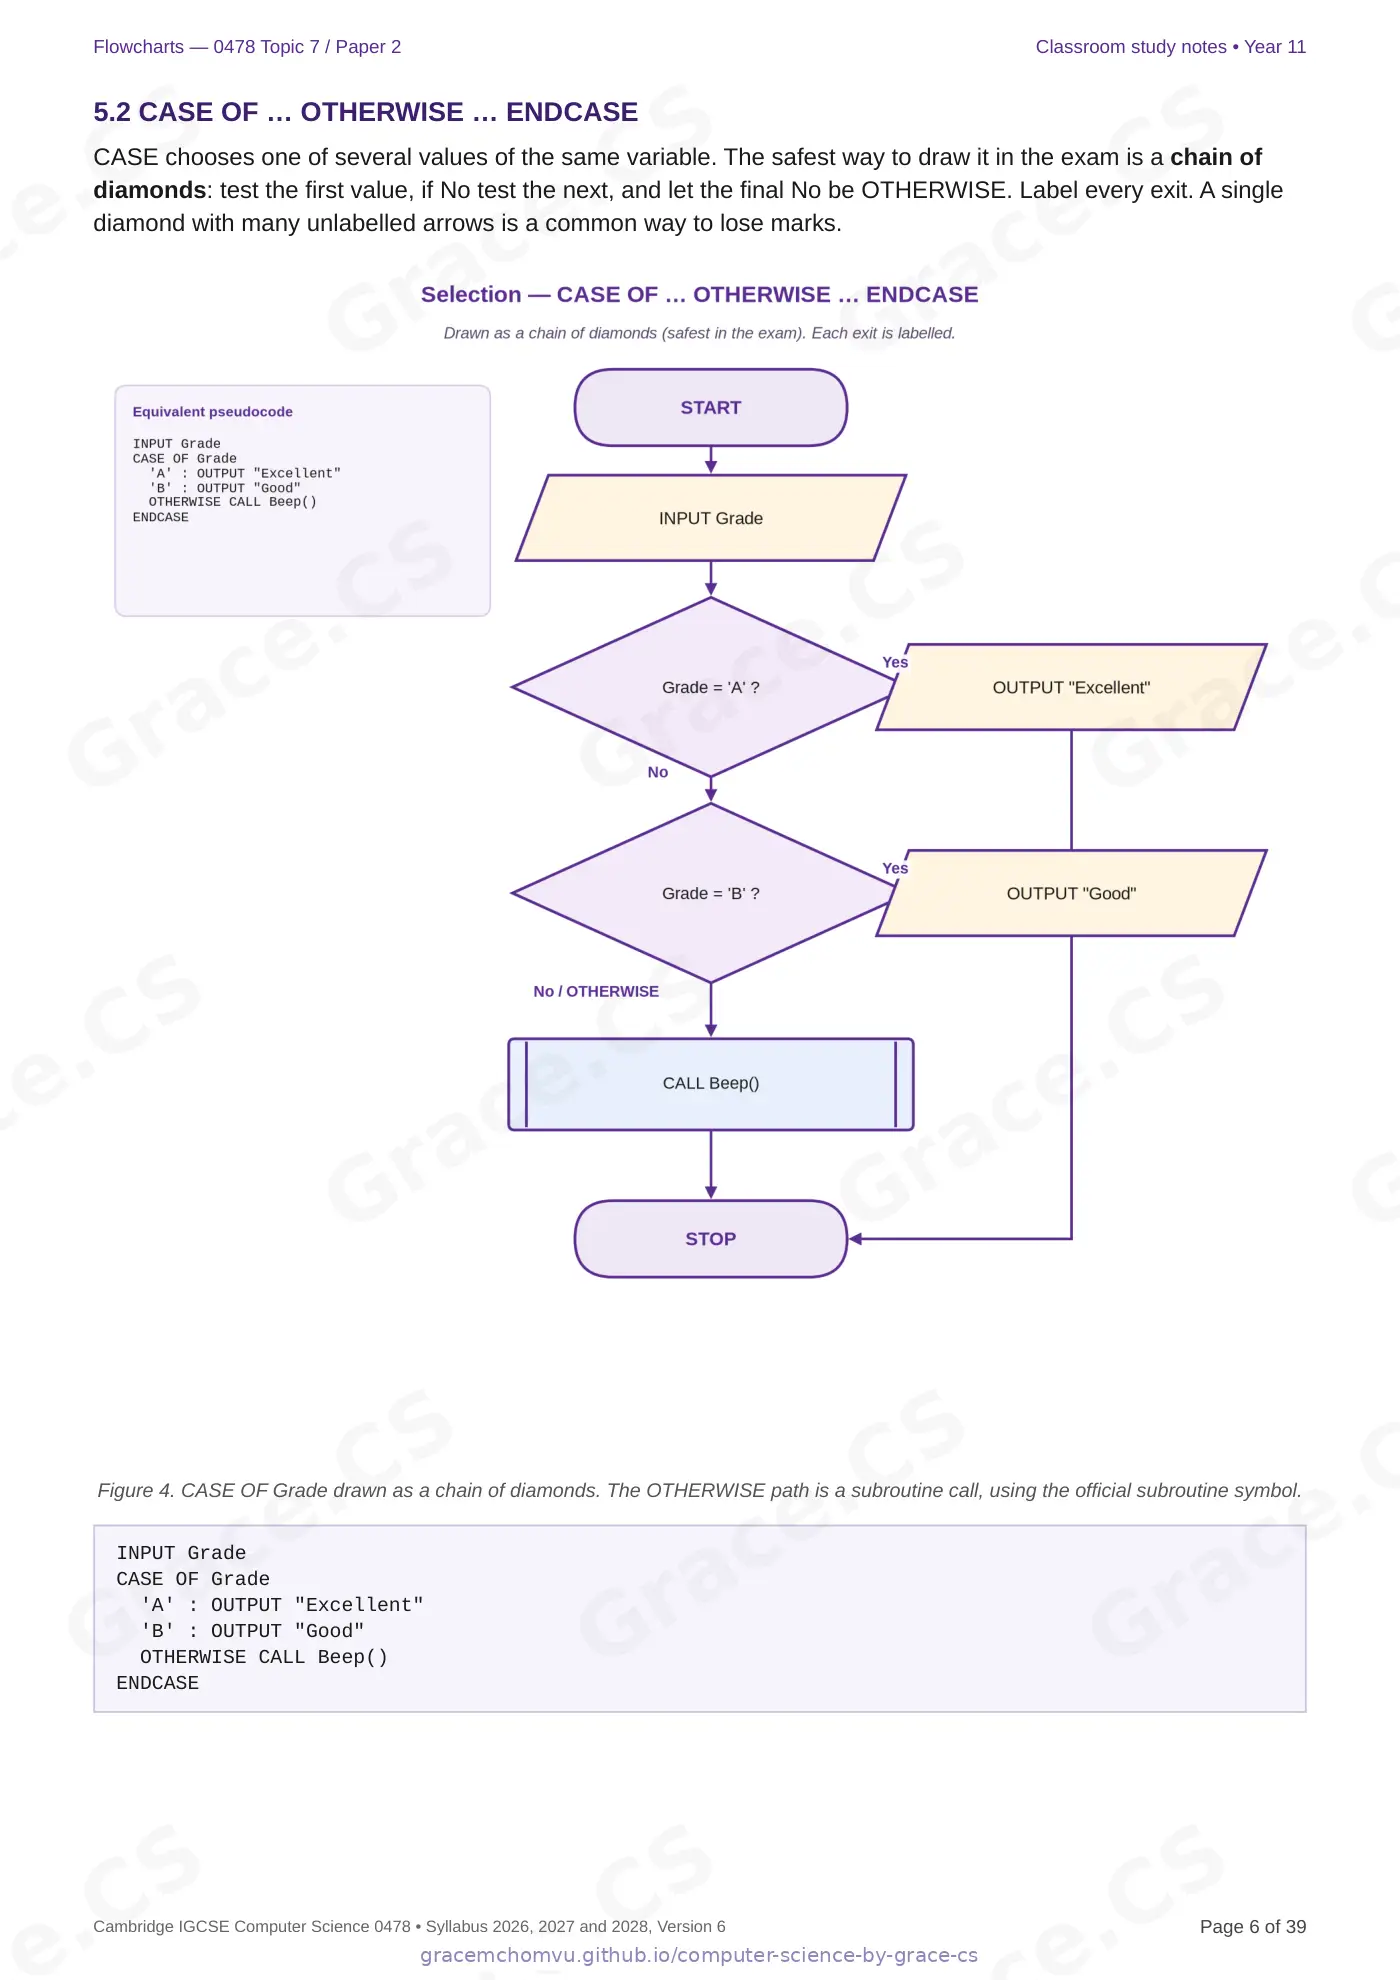 Flowcharts — 0478 Topic 7 / Paper 2
Classroom study notes • Year 11
5.2 CASE OF … OTHERWISE … ENDCASE
CASE chooses one of several values of the same variable. The safest way to draw it in the exam is a chain of
diamonds: test the first value, if No test the next, and let the final No be OTHERWISE. Label every exit. A single
diamond with many unlabelled arrows is a common way to lose marks.
Selection — CASE OF … OTHERWISE … ENDCASE
Drawn as a chain of diamonds (safest in the exam). Each exit is labelled.
Equivalent pseudocode
INPUT Grade
CASE OF Grade
  'A' : OUTPUT "Excellent"
  'B' : OUTPUT "Good"
  OTHERWISE CALL Beep()
ENDCASE
START
INPUT Grade
Grade = 'A' ?
Yes
OUTPUT "Excellent"
No
Grade = 'B' ?
Yes
OUTPUT "Good"
No / OTHERWISE
CALL Beep()
STOP
Figure 4. CASE OF Grade drawn as a chain of diamonds. The OTHERWISE path is a subroutine call, using the official subroutine symbol.
INPUT Grade
CASE OF Grade
  'A' : OUTPUT "Excellent"
  'B' : OUTPUT "Good"
  OTHERWISE CALL Beep()
ENDCASE
Cambridge IGCSE Computer Science 0478 • Syllabus 2026, 2027 and 2028, Version 6
Page 6 of 39
gracemchomvu.github.io/computer-science-by-grace-cs
Grace.CS